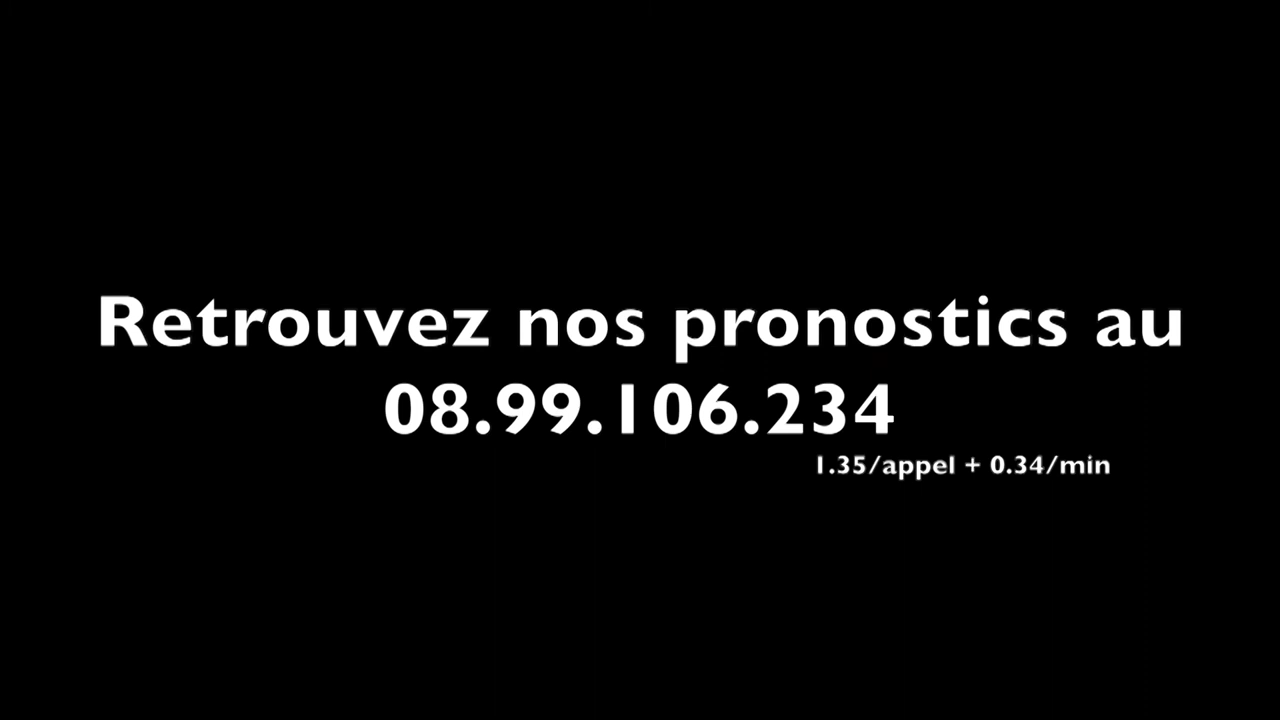 Retrouvez nos pronostics au
08.99.106.234
1.35/appel + 0.34/min